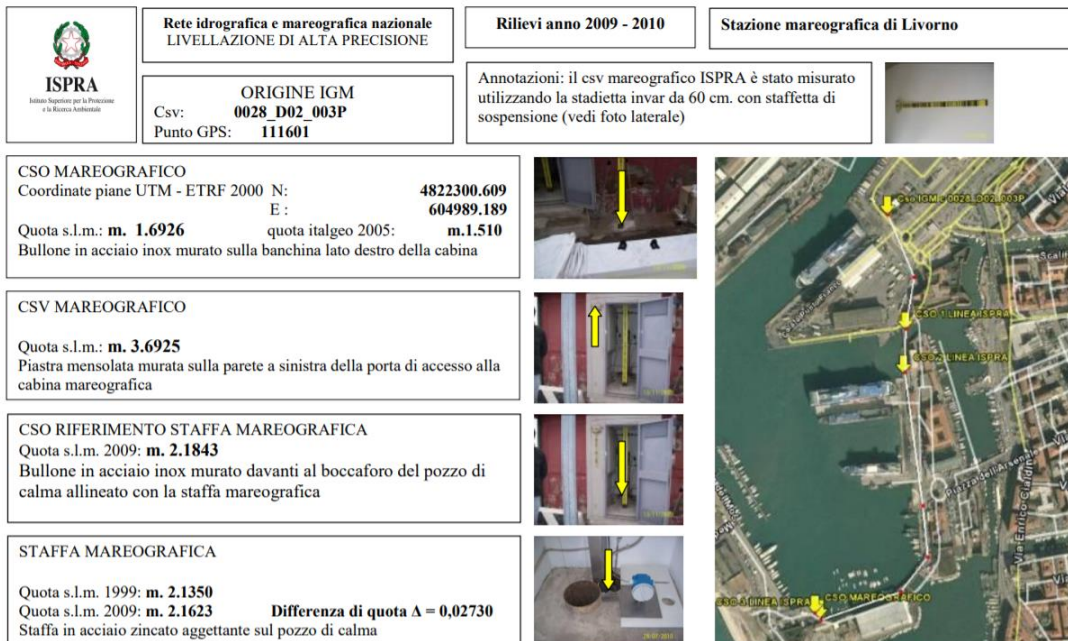 ISPRA
Istituto Superiore per la Protezione
e la Ricerca Ambientale
Rete idrografica e mareografica nazionale
LIVELLAZIONE DI ALTA PRECISIONE
Rilievi anno 2009 - 2010
Stazione mareografica di Livorno
ORIGINE IGM
Csv: 0028_D02_003P
Punto GPS: 111601
Annotazioni: il csv mareografico ISPRA è stato misurato
utilizzando la stadietta invar da 60 cm. con staffetta di
sospensione (vedi foto laterale)
CSO MAREOGRAFICO
Coordinate piane UTM - ETRF 2000 N: 4822300.609
E : 604989.189
Quota s.l.m.: m. 1.6926 quota italgeo 2005: m.1.510
Bullone in acciaio inox murato sulla banchina lato destro della cabina
CSV MAREOGRAFICO
Quota s.l.m.: m. 3.6925
Piastra mensolata murata sulla parete a sinistra della porta di accesso alla
cabina mareografica
CSO RIFERIMENTO STAFFA MAREOGRAFICA
Quota s.l.m. 2009: m. 2.1843
Bullone in acciaio inox murato davanti al boccaforo del pozzo di
calma allineato con la staffa mareografica
STAFFA MAREOGRAFICA
Quota s.l.m. 1999: m. 2.1350
Quota s.l.m. 2009: m. 2.1623 Differenza di quota Δ = 0,02730
Staffa in acciaio zincato aggettante sul pozzo di calma
Cso IGM 0028_D02_003P
CSO 1 LINEA ISPRA
CSO 2 LINEA ISPRA
Piazza dell'Arsenale
Via Enrico Cialdini
CSO 3 LINEA ISPRA
CSO MAREOGRAFICO